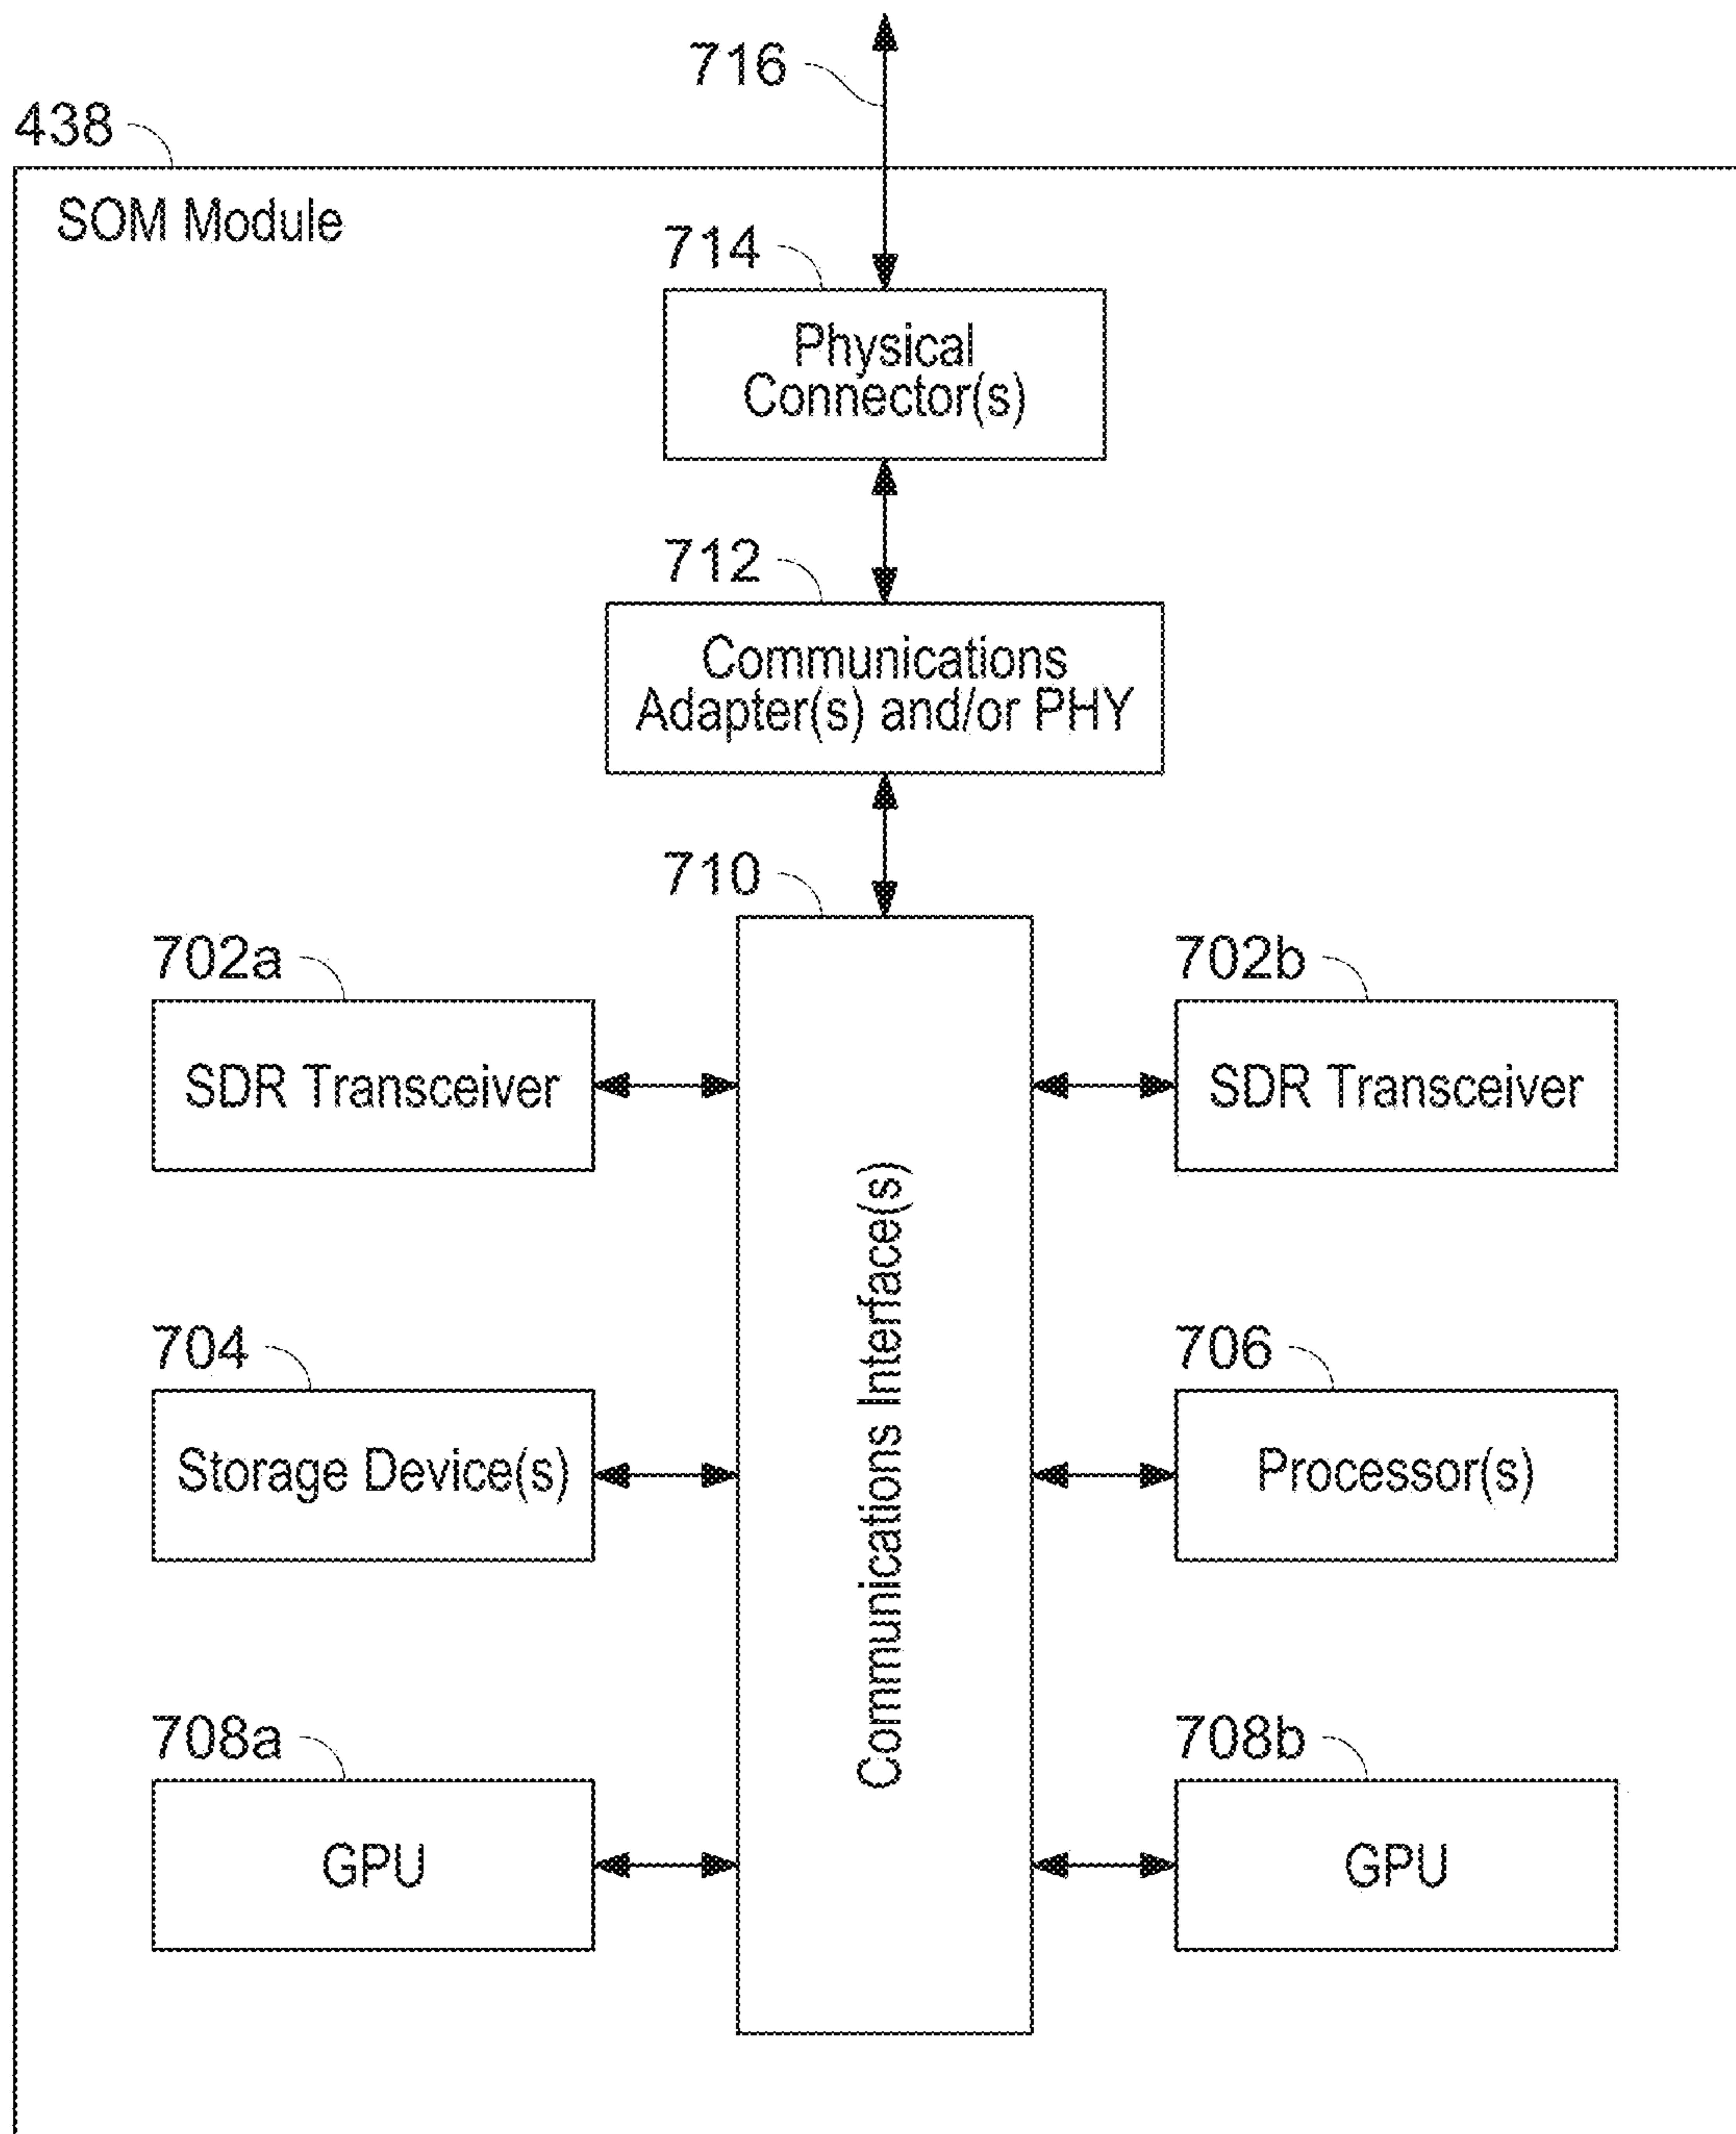 716
438
SOM Module
714
Physical
Connector(s)
712
Communications
Adapter(s) and/or PHY
710
702a
702b
SDR Transceiver
SDR Transceiver
Communications Interface(s)
704
706
Storage Device(s)
Processor(s)
708a
708b
GPU
GPU